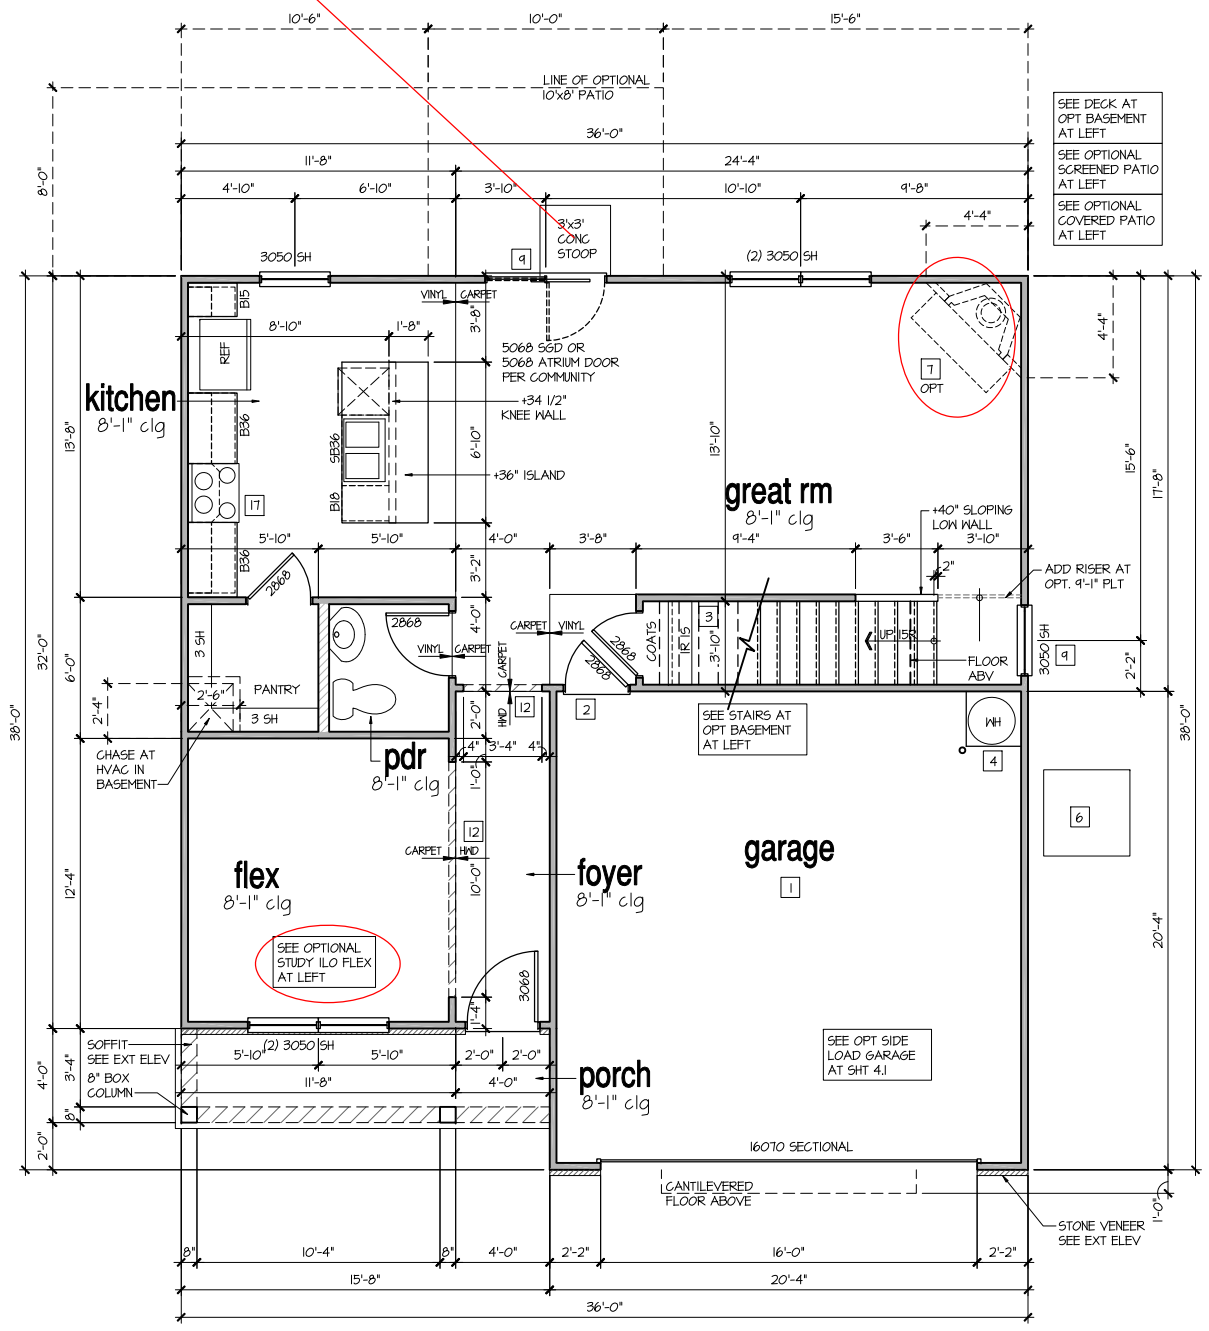 10'-6"
10'-0"
15'-6"
LINE OF OPTIONAL
10'x8' PATIO
36'-0"
11'-8"
24'-4"
4'-10"
6'-10"
3'-10"
10'-10"
9'-8"
8'-0"
SEE DECK AT
OPT BASEMENT
AT LEFT
SEE OPTIONAL
SCREENED PATIO
AT LEFT
SEE OPTIONAL
COVERED PATIO
AT LEFT
4'-4"
3'x3'
CONC
STOOP
3050 SH
9
(2) 3050 SH
B15
VINYL
CARPET
3'-8"
8'-10"
1'-8"
REF
5068 SGD OR
5068 ATRIUM DOOR
PER COMMUNITY
4'-4"
7
OPT
kitchen
8'-1" clg
+34 1/2"
KNEE WALL
B36
SB36
6'-10"
13'-8"
13'-10"
15'-6"
17'-8"
+36" ISLAND
great rm
8'-1" clg
B18
17
+40" SLOPING
LOW WALL
5'-10"
5'-10"
4'-0"
3'-8"
9'-4"
3'-6"
3'-10"
B36
3'-2"
2"
ADD RISER AT
OPT. 9'-1" PLT
2868
2868
4'-0"
CARPET
VINYL
2868
2868
COATS
1R 1S
3
3'-10"
UP 15R
FLOOR
ABV
3050 SH
9
2'-2"
3 SH
VINYL
CARPET
CARPET
HWD
32'-0"
38'-0"
6'-0"
2'-4"
2'-6"
PANTRY
3 SH
2'-0"
12
2
SEE STAIRS AT
OPT BASEMENT
AT LEFT
WH
4
38'-0"
CHASE AT
HVAC IN
BASEMENT
pdr
8'-1" clg
4"
3'-4"
4"
1'-0"
6
12
CARPET
HWD
garage
1
flex
8'-1" clg
foyer
8'-1" clg
12'-4"
10'-0"
20'-4"
SEE OPTIONAL
STUDY ILO FLEX
AT LEFT
3068
1'-4"
SOFFIT
SEE EXT ELEV
(2) 3050 SH
5'-10"
5'-10"
2'-0"
2'-0"
SEE OPT SIDE
LOAD GARAGE
AT SHT 4.1
4'-0"
3'-4"
8" BOX
COLUMN
11'-8"
4'-0"
porch
8'-1" clg
8"
2'-0"
16070 SECTIONAL
CANTILEVERED
FLOOR ABOVE
1'-0"
STONE VENEER
SEE EXT ELEV
8"
10'-4"
8"
4'-0"
2'-2"
16'-0"
2'-2"
15'-8"
20'-4"
36'-0"